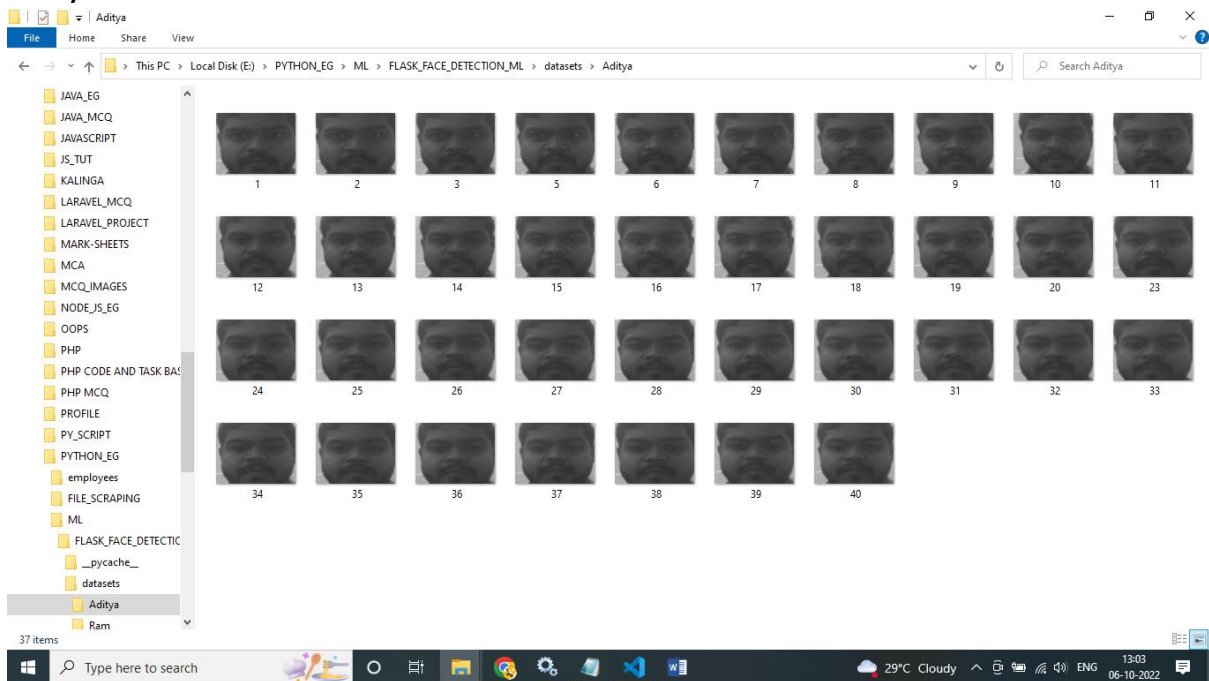 Aditya
File Home Share View
This PC > Local Disk (E:) > PYTHON_EG > ML > FLASK_FACE_DETECTION_ML > datasets > Aditya
Search Aditya
JAVA_EG
JAVA_MCQ
JAVASCRIPT
JS_TUT
KALINGA
LARAVEL_MCQ
LARAVEL_PROJECT
MARK-SHEETS
MCA
MCQ_IMAGES
NODE_JS_EG
OOPS
PHP
PHP CODE AND TASK BAS
PHP MCQ
PROFILE
PY_SCRIPT
PYTHON_EG
employees
FILE_SCRAPING
ML
FLASK_FACE_DETECTIC
__pycache__
datasets
Aditya
Ram
1 2 3 5 6 7 8 9 10 11
12 13 14 15 16 17 18 19 20 23
24 25 26 27 28 29 30 31 32 33
34 35 36 37 38 39 40
37 items
Type here to search
29°C Cloudy
ENG
13:03
06-10-2022